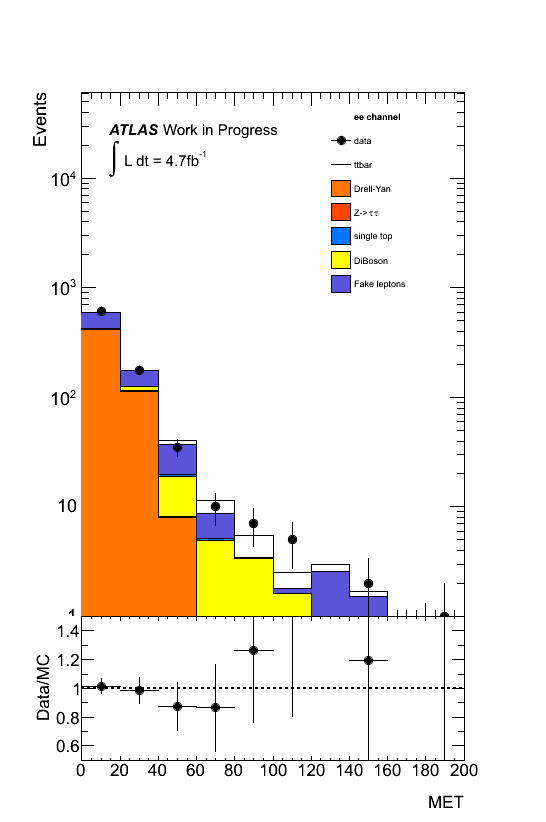 Events
ATLAS Work in Progress
∫ L dt = 4.7fb⁻¹
ee channel
data
ttbar
Drell-Yan
Z->ττ
single top
DiBoson
Fake leptons
10⁴
10³
10²
10
1
Data/MC
1.4
1.2
1
0.8
0.6
0 20 40 60 80 100 120 140 160 180 200
MET